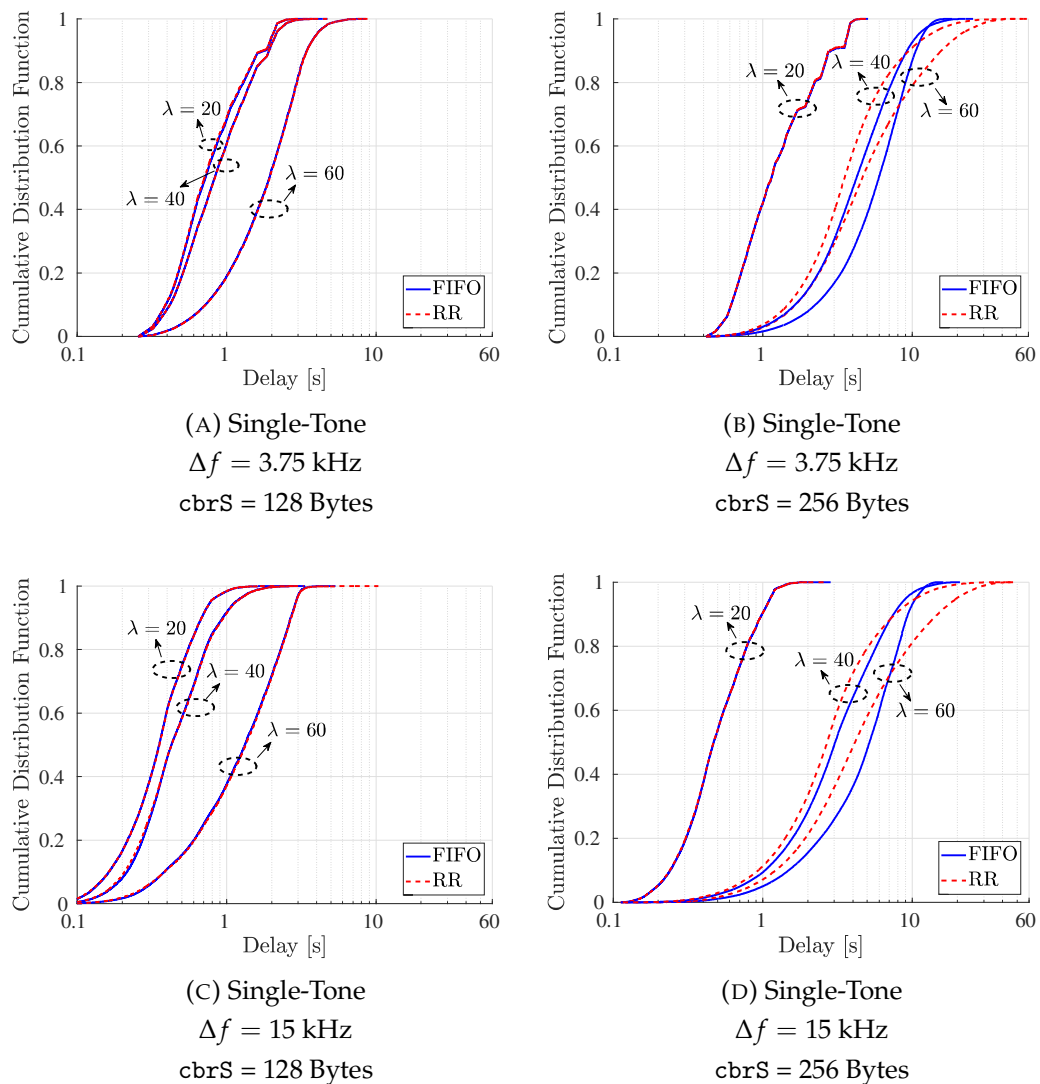 Cumulative Distribution Function
1
0.8
0.6
0.4
0.2
0
λ = 20
λ = 40
λ = 60
FIFO
RR
0.1
1
10
60
Delay [s]
(A) Single-Tone
Δf = 3.75 kHz
cbrS = 128 Bytes
Cumulative Distribution Function
1
0.8
0.6
0.4
0.2
0
λ = 40
λ = 20
λ = 60
FIFO
RR
0.1
1
10
60
Delay [s]
(B) Single-Tone
Δf = 3.75 kHz
cbrS = 256 Bytes
Cumulative Distribution Function
1
0.8
0.6
0.4
0.2
0
λ = 20
λ = 40
λ = 60
FIFO
RR
0.1
1
10
60
Delay [s]
(C) Single-Tone
Δf = 15 kHz
cbrS = 128 Bytes
Cumulative Distribution Function
1
0.8
0.6
0.4
0.2
0
λ = 20
λ = 40
λ = 60
FIFO
RR
0.1
1
10
60
Delay [s]
(D) Single-Tone
Δf = 15 kHz
cbrS = 256 Bytes